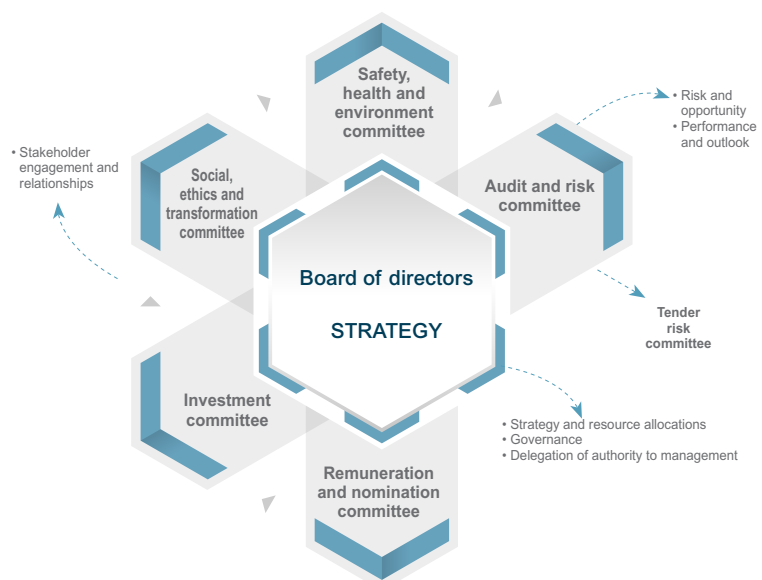 Safety,
health and
environment
committee
• Risk and
opportunity
• Performance
and outlook
• Stakeholder
engagement and
relationships
Social,
ethics and
transformation
committee
Audit and risk
committee
Board of directors
STRATEGY
Tender
risk
committee
Investment
committee
• Strategy and resource allocations
• Governance
• Delegation of authority to management
Remuneration
and nomination
committee